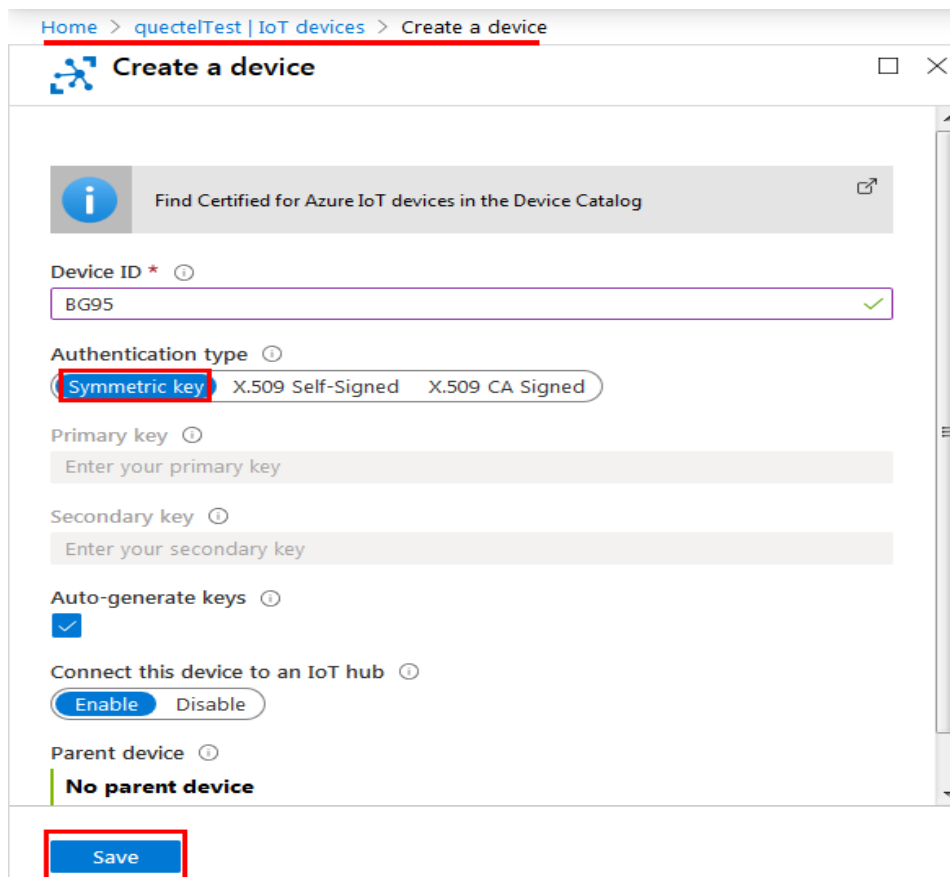 Home > quectelTest | IoT devices > Create a device
Create a device
Find Certified for Azure IoT devices in the Device Catalog
Device ID *
BG95
Authentication type
Symmetric key X.509 Self-Signed X.509 CA Signed
Primary key
Enter your primary key
Secondary key
Enter your secondary key
Auto-generate keys
Connect this device to an IoT hub
Enable Disable
Parent device
No parent device
Save